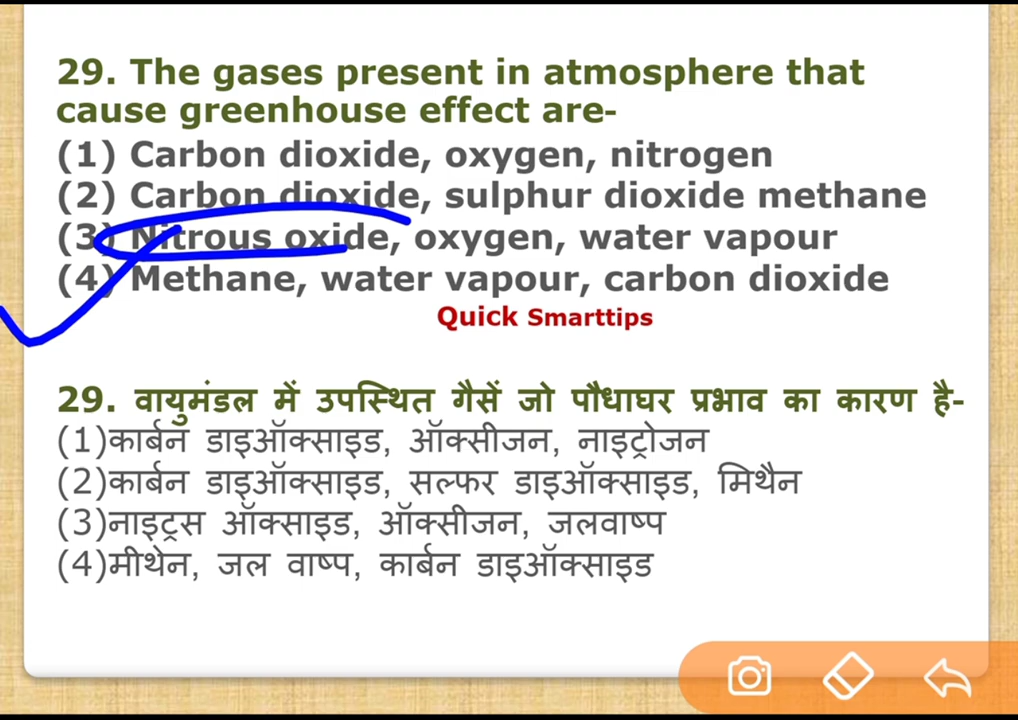 29. The gases present in atmosphere that
cause greenhouse effect are-
(1) Carbon dioxide, oxygen, nitrogen
(2) Carbon dioxide, sulphur dioxide methane
(3) Nitrous oxide, oxygen, water vapour
(4) Methane, water vapour, carbon dioxide
Quick Smarttips
29. वायुमंडल में उपस्थित गैसें जो पौधाघर प्रभाव का कारण है-
(1)कार्बन डाइऑक्साइड, ऑक्सीजन, नाइट्रोजन
(2)कार्बन डाइऑक्साइड, सल्फर डाइऑक्साइड, मिथैन
(3)नाइट्रस ऑक्साइड, ऑक्सीजन, जलवाष्प
(4)मीथेन, जल वाष्प, कार्बन डाइऑक्साइड